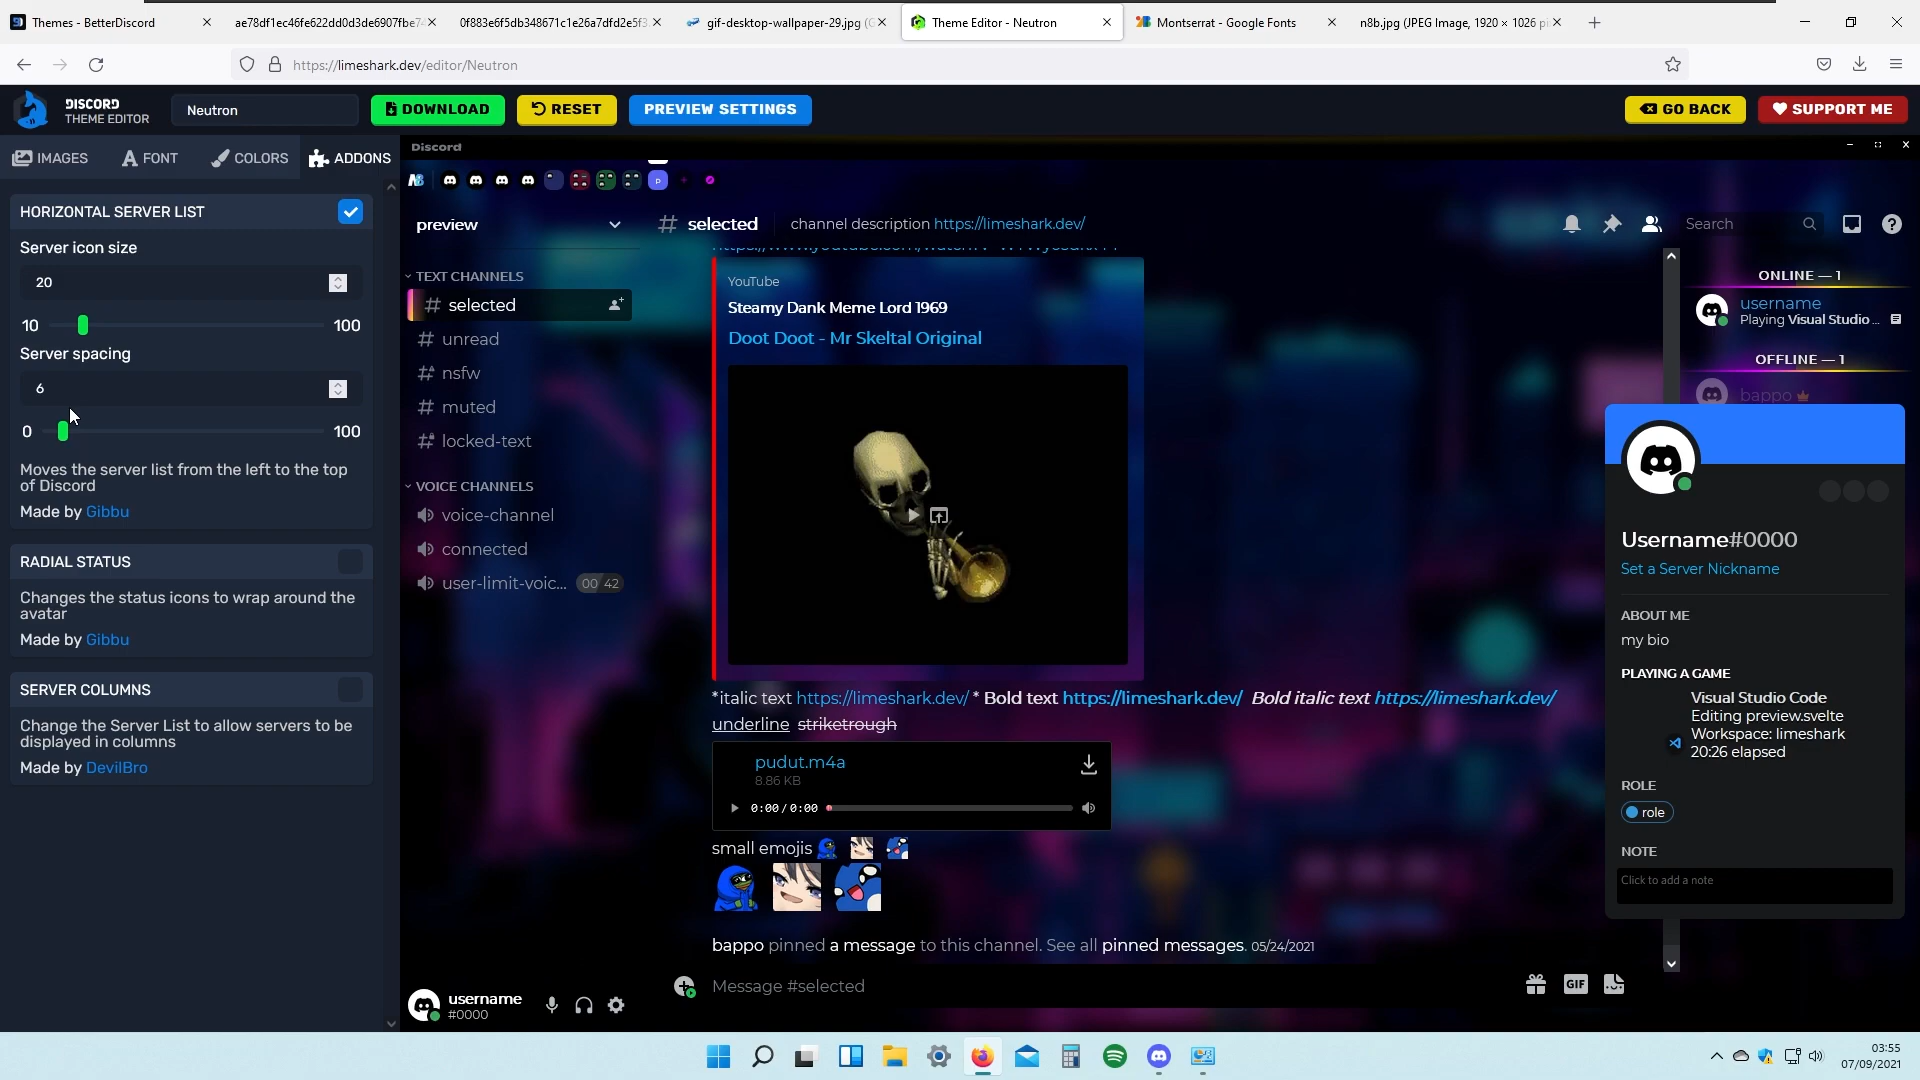 Themes - BetterDiscord
ae78df1ec46fe622dd0d3de6907fbe74
0f883e6f5db348671c1e26a7dfd2e5f3
gif-desktop-wallpaper-29.jpg (G
Theme Editor - Neutron
Montserrat - Google Fonts
n8b.jpg (JPEG Image, 1920 × 1026 pi
https://limeshark.dev/editor/Neutron
DISCORD
THEME EDITOR
Neutron
DOWNLOAD
RESET
PREVIEW SETTINGS
GO BACK
SUPPORT ME
IMAGES
FONT
COLORS
ADDONS
HORIZONTAL SERVER LIST
Server icon size
20
10
100
Server spacing
6
0
100
Moves the server list from the left to the top
of Discord
Made by Gibbu
RADIAL STATUS
Changes the status icons to wrap around the
avatar
Made by Gibbu
SERVER COLUMNS
Change the Server List to allow servers to be
displayed in columns
Made by DevilBro
Discord
p
preview
TEXT CHANNELS
selected
unread
nsfw
muted
locked-text
VOICE CHANNELS
voice-channel
connected
user-limit-voic...
00 42
username
#0000
# selected
channel description https://limeshark.dev/
Search
YouTube
Steamy Dank Meme Lord 1969
Doot Doot - Mr Skeltal Original
*italic text https://limeshark.dev/ * Bold text https://limeshark.dev/ Bold italic text https://limeshark.dev/
underline striketrough
pudut.m4a
8.86 KB
0:00 / 0:00
small emojis
bappo pinned a message to this channel. See all pinned messages. 05/24/2021
Message #selected
GIF
ONLINE — 1
username
Playing Visual Studio ...
OFFLINE — 1
bappo
Username#0000
Set a Server Nickname
ABOUT ME
my bio
PLAYING A GAME
Visual Studio Code
Editing preview.svelte
Workspace: limeshark
20:26 elapsed
ROLE
role
NOTE
Click to add a note
03:55
07/09/2021